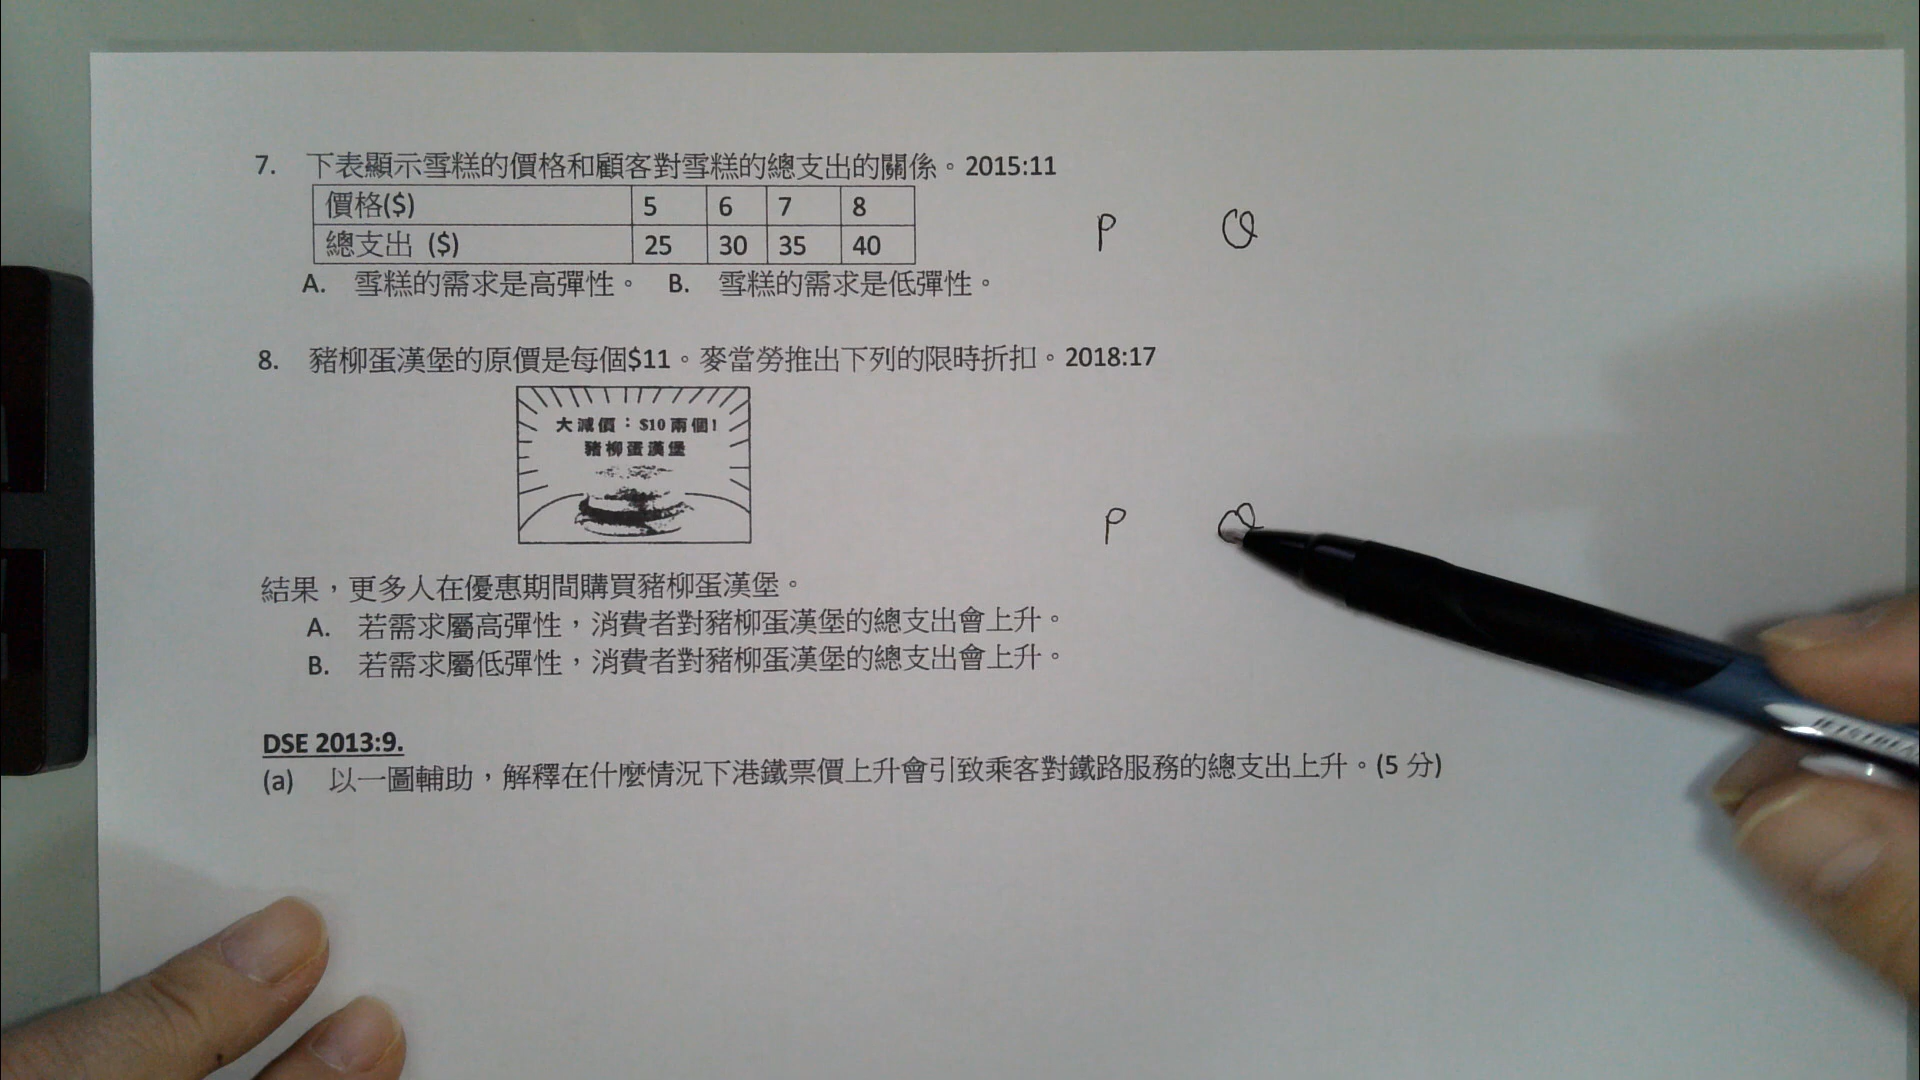 7. 下表顯示雪糕的價格和顧客對雪糕的總支出的關係。2015:11
價格($) 5 6 7 8
總支出 ($) 25 30 35 40
P Q
A. 雪糕的需求是高彈性。 B. 雪糕的需求是低彈性。
8. 豬柳蛋漢堡的原價是每個$11。麥當勞推出下列的限時折扣。2018:17
大減價：$10兩個!
豬柳蛋漢堡
P Q
結果，更多人在優惠期間購買豬柳蛋漢堡。
A. 若需求屬高彈性，消費者對豬柳蛋漢堡的總支出會上升。
B. 若需求屬低彈性，消費者對豬柳蛋漢堡的總支出會上升。
DSE 2013:9.
(a) 以一圖輔助，解釋在什麼情況下港鐵票價上升會引致乘客對鐵路服務的總支出上升。(5 分)